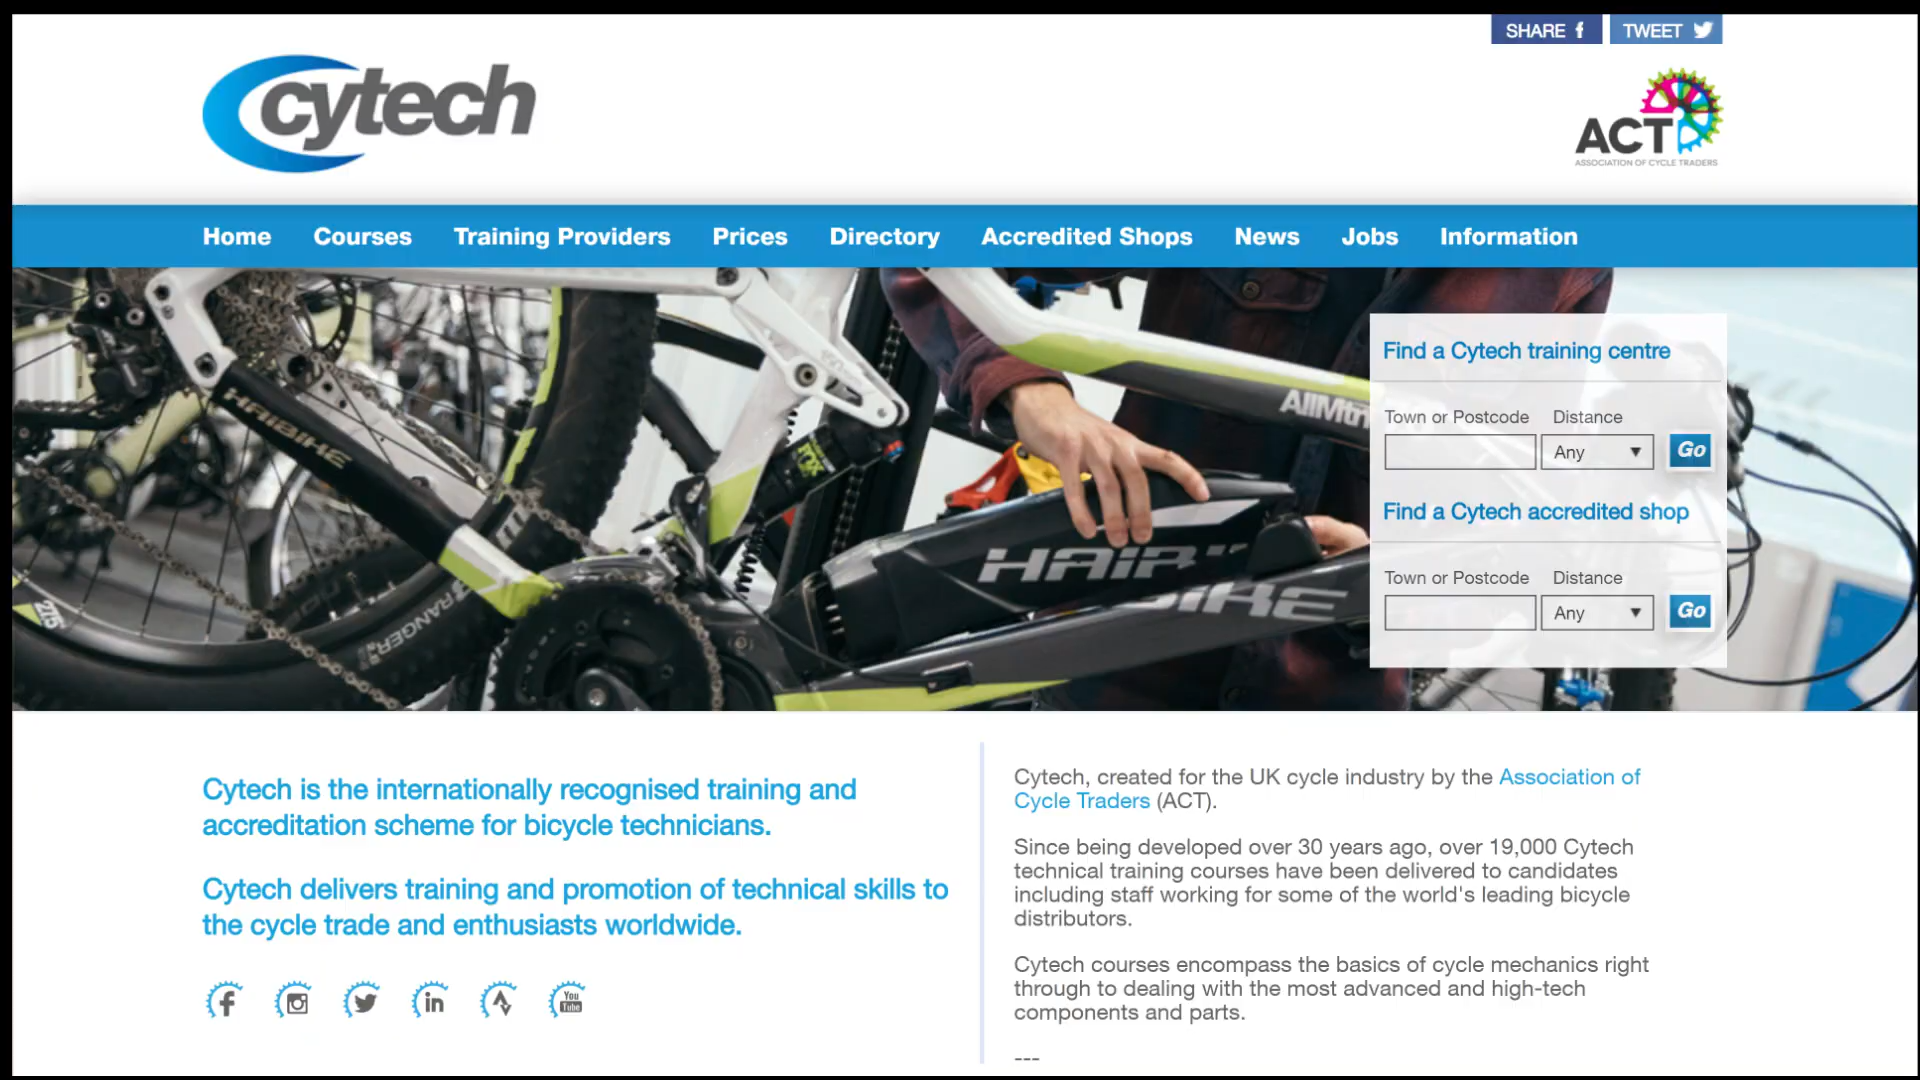 SHARE
TWEET
cytech
ACT
ASSOCIATION OF CYCLE TRADERS
Home Courses Training Providers Prices Directory Accredited Shops News Jobs Information
Find a Cytech training centre
Town or Postcode Distance
Any Go
Find a Cytech accredited shop
Town or Postcode Distance
Any Go
HAIBIKE
AllMtn
FOX
HAIBIKE
RANGER
27.5
Cytech is the internationally recognised training and
accreditation scheme for bicycle technicians.
Cytech delivers training and promotion of technical skills to
the cycle trade and enthusiasts worldwide.
You
Tube
Cytech, created for the UK cycle industry by the Association of
Cycle Traders (ACT).
Since being developed over 30 years ago, over 19,000 Cytech
technical training courses have been delivered to candidates
including staff working for some of the world's leading bicycle
distributors.
Cytech courses encompass the basics of cycle mechanics right
through to dealing with the most advanced and high-tech
components and parts.
---